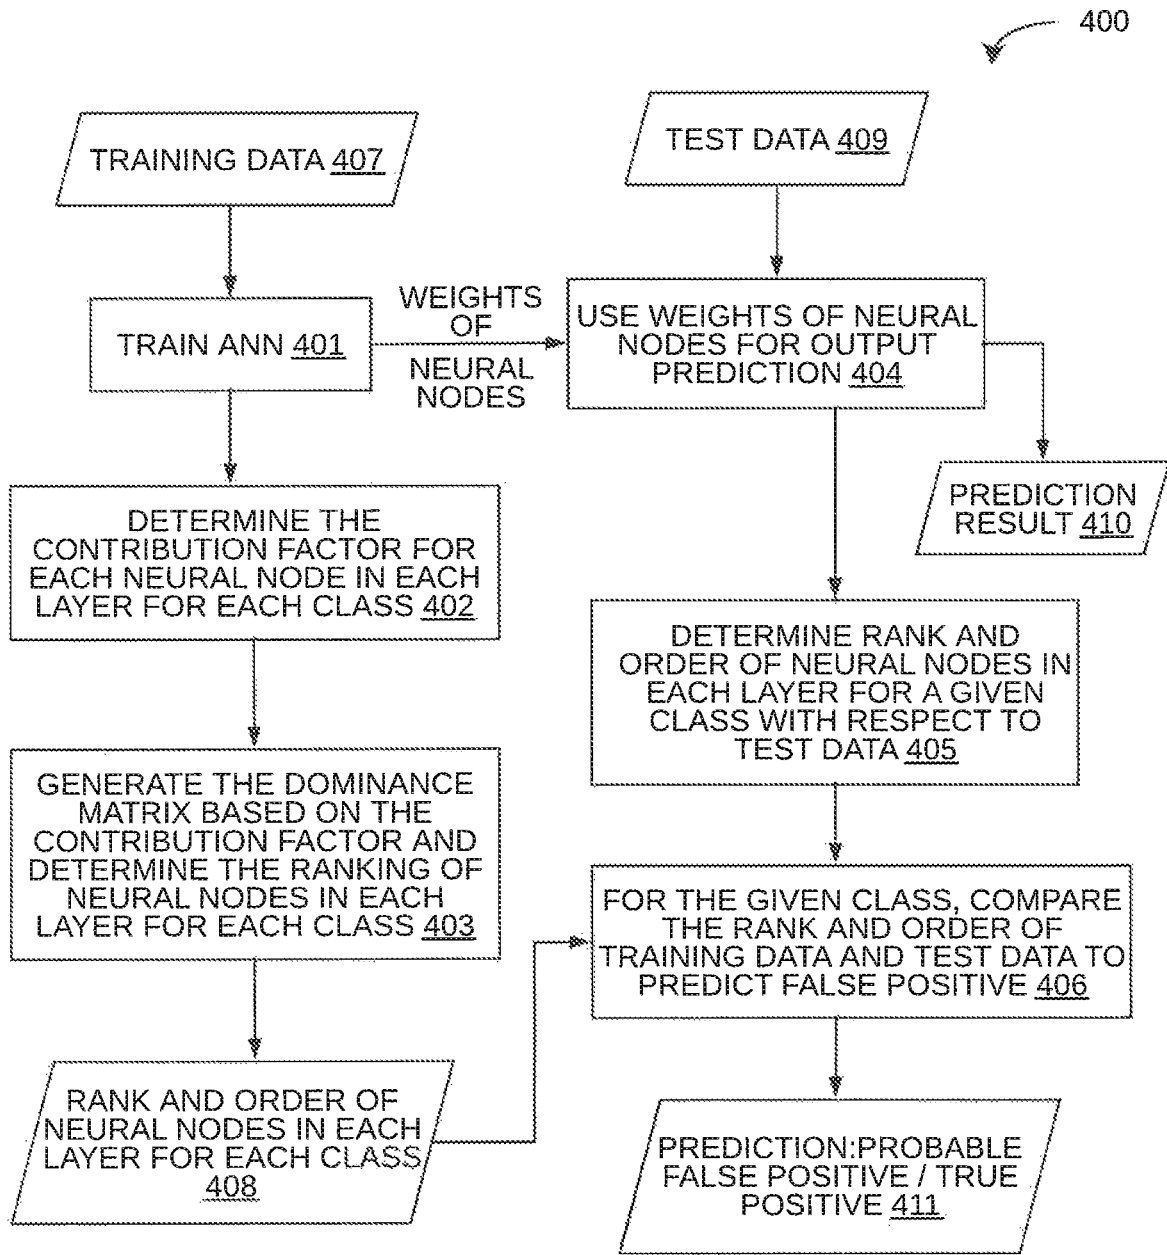 400
TRAINING DATA 407
TEST DATA 409
TRAIN ANN 401
WEIGHTS
OF
NEURAL
NODES
USE WEIGHTS OF NEURAL
NODES FOR OUTPUT
PREDICTION 404
PREDICTION
RESULT 410
DETERMINE THE
CONTRIBUTION FACTOR FOR
EACH NEURAL NODE IN EACH
LAYER FOR EACH CLASS 402
DETERMINE RANK AND
ORDER OF NEURAL NODES IN
EACH LAYER FOR A GIVEN
CLASS WITH RESPECT TO
TEST DATA 405
GENERATE THE DOMINANCE
MATRIX BASED ON THE
CONTRIBUTION FACTOR AND
DETERMINE THE RANKING OF
NEURAL NODES IN EACH
LAYER FOR EACH CLASS 403
FOR THE GIVEN CLASS, COMPARE
THE RANK AND ORDER OF
TRAINING DATA AND TEST DATA TO
PREDICT FALSE POSITIVE 406
RANK AND ORDER OF
NEURAL NODES IN EACH
LAYER FOR EACH CLASS
408
PREDICTION:PROBABLE
FALSE POSITIVE / TRUE
POSITIVE 411